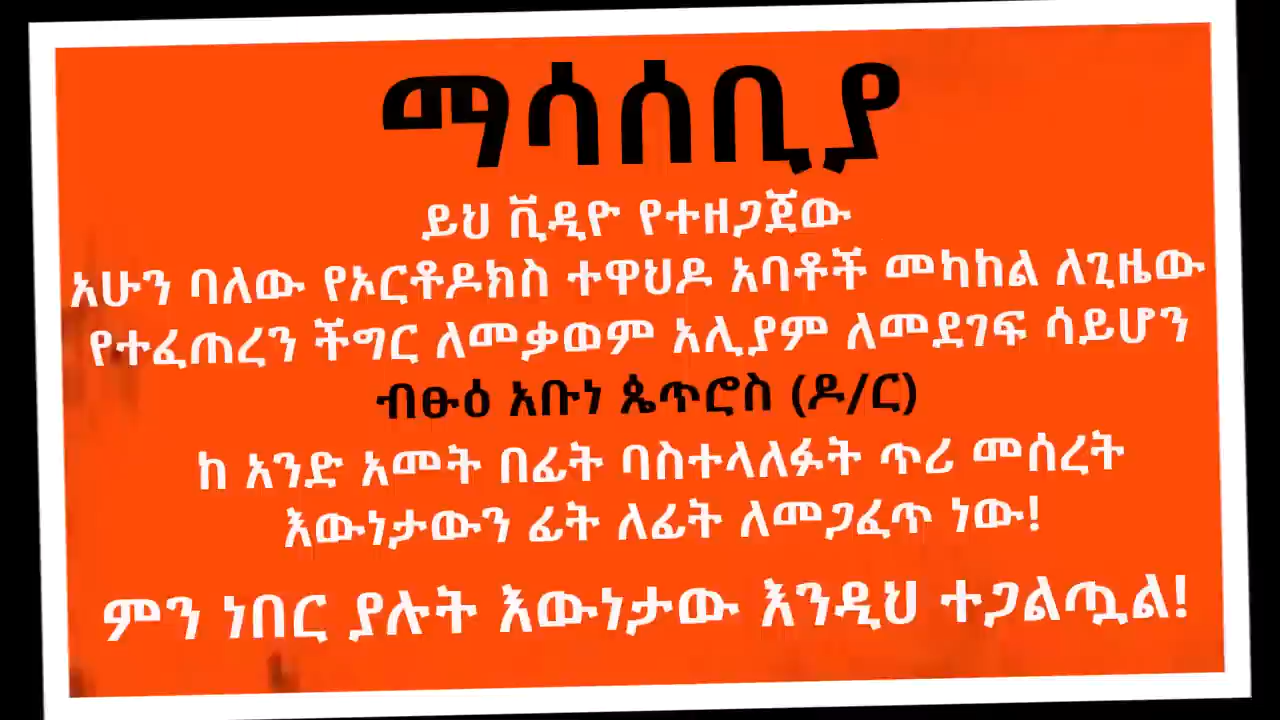 ማሳሰቢያ
ይህ ቪዲዮ የተዘጋጀው
አሁን ባለው የኦርቶዶክስ ተዋህዶ አባቶች መካከል ለጊዜው
የተፈጠረን ችግር ለመቃወም አሊያም ለመደገፍ ሳይሆን
ብፁዕ አቡነ ጴጥሮስ (ዶ/ር)
ከ አንድ አመት በፊት ባስተላለፉት ጥሪ መሰረት
እውነታውን ፊት ለፊት ለመጋፈጥ ነው!
ምን ነበር ያሉት እውነታው እንዲህ ተጋልጧል!